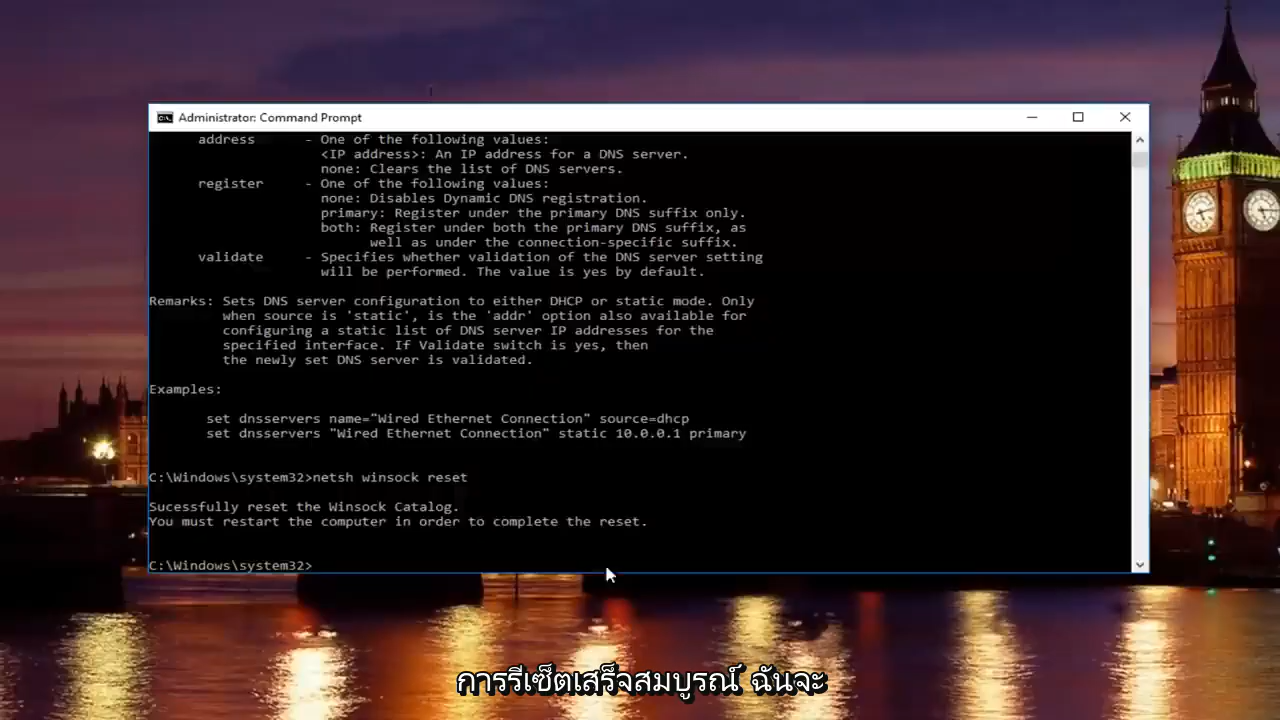 Administrator: Command Prompt
address - One of the following values:
<IP address>: An IP address for a DNS server.
none: Clears the list of DNS servers.
register - One of the following values:
none: Disables Dynamic DNS registration.
primary: Register under the primary DNS suffix only.
both: Register under both the primary DNS suffix, as
well as under the connection-specific suffix.
validate - Specifies whether validation of the DNS server setting
will be performed. The value is yes by default.
Remarks: Sets DNS server configuration to either DHCP or static mode. Only
when source is 'static', is the 'addr' option also available for
configuring a static list of DNS server IP addresses for the
specified interface. If Validate switch is yes, then
the newly set DNS server is validated.
Examples:
set dnsservers name="Wired Ethernet Connection" source=dhcp
set dnsservers "Wired Ethernet Connection" static 10.0.0.1 primary
C:\Windows\system32>netsh winsock reset
Sucessfully reset the Winsock Catalog.
You must restart the computer in order to complete the reset.
C:\Windows\system32>
การรีเซ็ตเสร็จสมบูรณ์ ฉันจะ